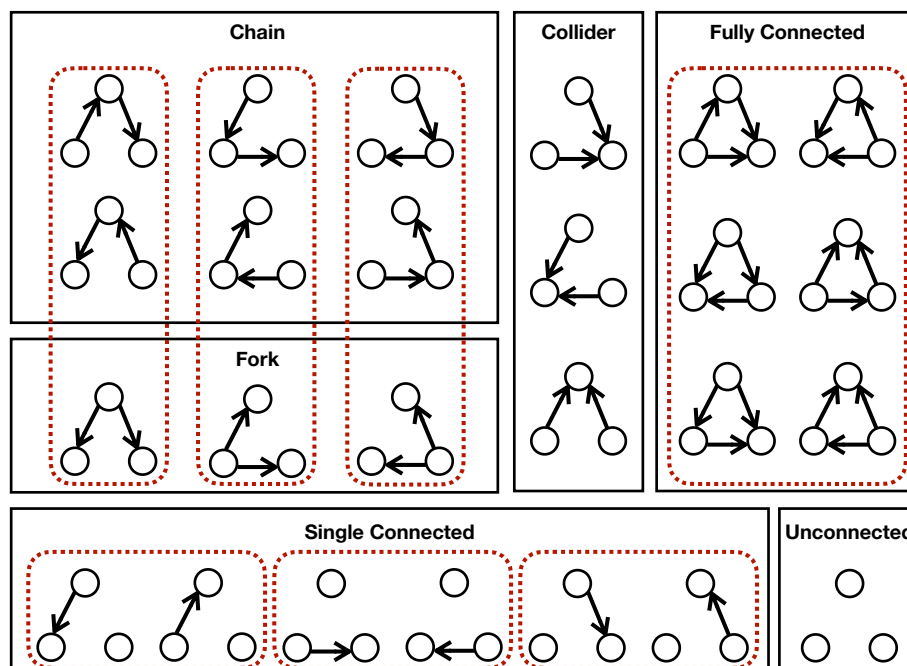 Chain
Collider
Fully Connected
Fork
Single Connected
Unconnected